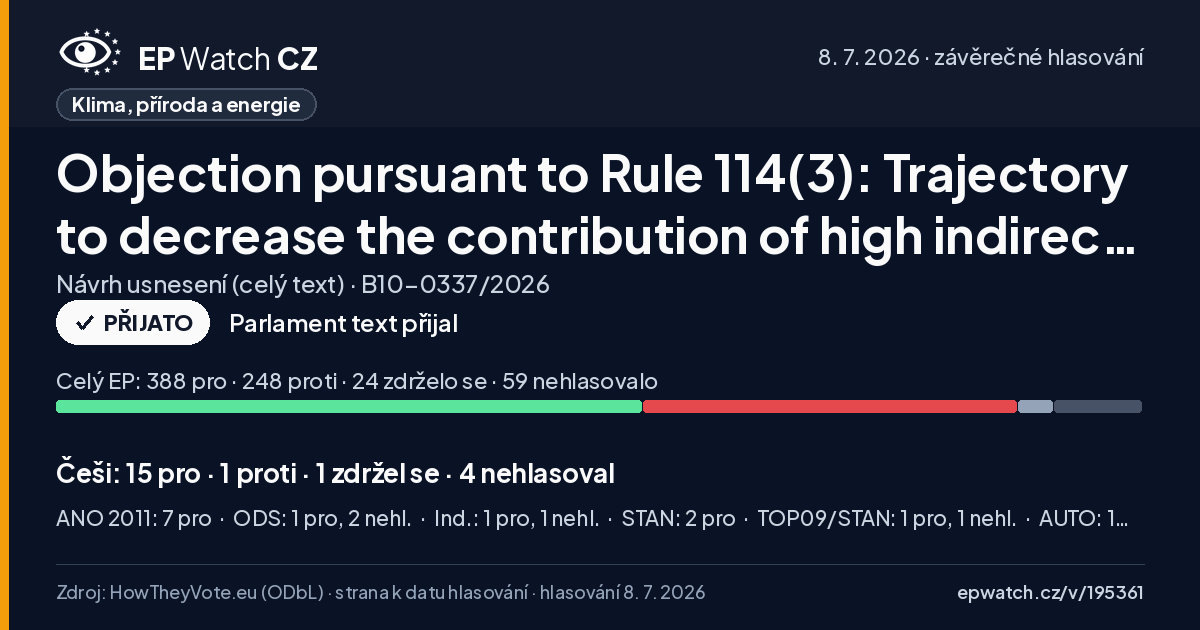 EP Watch CZ
8. 7. 2026 · závěrečné hlasování
Klima, příroda a energie
Objection pursuant to Rule 114(3): Trajectory
to decrease the contribution of high indirec…
Návrh usnesení (celý text) · B10–0337/2026
✓ PŘIJATO Parlament text přijal
Celý EP: 388 pro · 248 proti · 24 zdrželo se · 59 nehlasovalo
Češi: 15 pro · 1 proti · 1 zdržel se · 4 nehlasoval
ANO 2011: 7 pro · ODS: 1 pro, 2 nehl. · Ind.: 1 pro, 1 nehl. · STAN: 2 pro · TOP09/STAN: 1 pro, 1 nehl. · AUTO: 1…
Zdroj: HowTheyVote.eu (ODbL) · strana k datu hlasování · hlasování 8. 7. 2026
epwatch.cz/v/195361